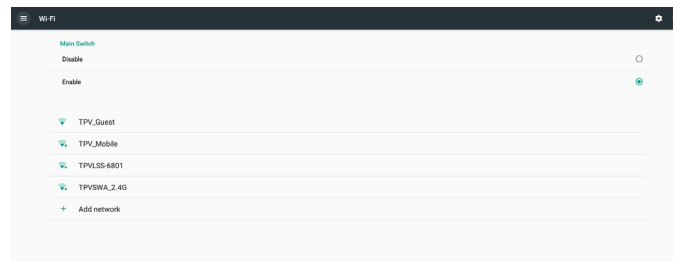 Wi-Fi
Main Switch
Disable
Enable
TPV_Guest
TPV_Mobile
TPVLSS-6801
TPVSWA_2.4G
Add network